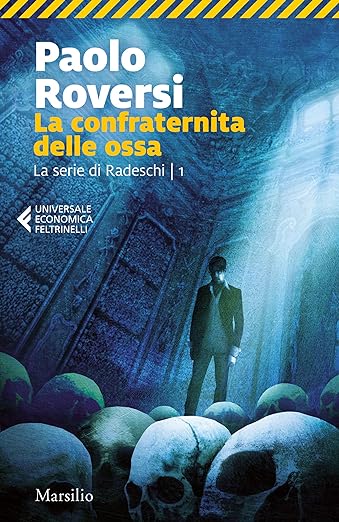 Paolo
Roversi
La confraternita
delle ossa
La serie di Radeschi | 1
UNIVERSALE
ECONOMICA
FELTRINELLI
Marsilio